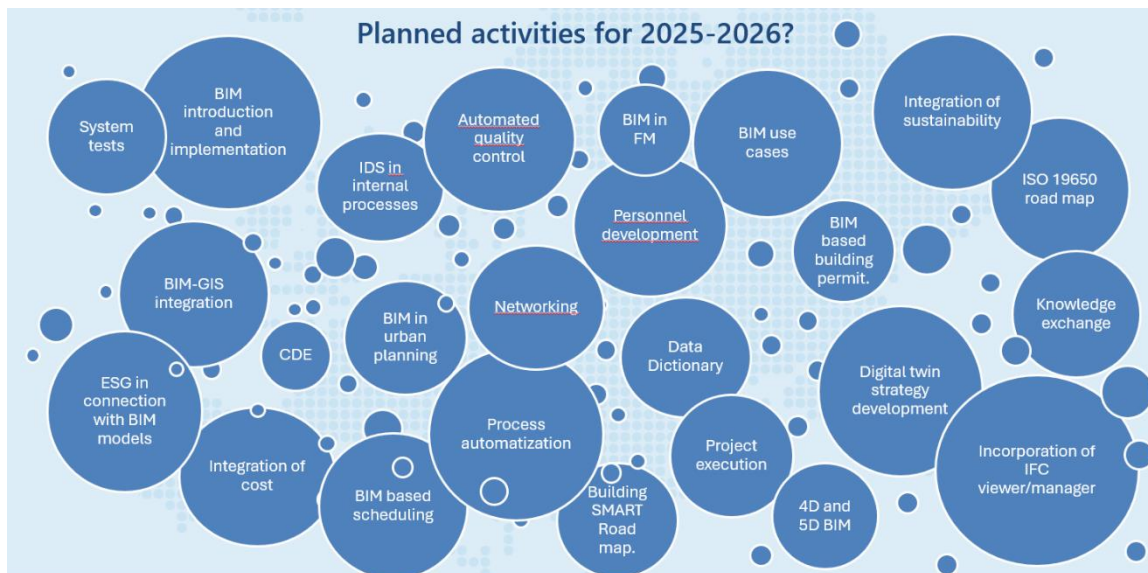 Planned activities for 2025-2026?
System
tests
BIM
introduction
and
implementation
IDS in
internal
processes
Automated
quality
control
BIM in
FM
BIM use
cases
Integration of
sustainability
ISO 19650
road map
Personnel
development
BIM
based
building
permit.
BIM-GIS
integration
CDE
BIM in
urban
planning
Networking
Data
Dictionary
Knowledge
exchange
ESG in
connection
with BIM
models
Integration of
cost
BIM based
scheduling
Process
automatization
Building
SMART
Road
map.
Project
execution
4D and
5D BIM
Digital twin
strategy
development
Incorporation of
IFC
viewer/manager